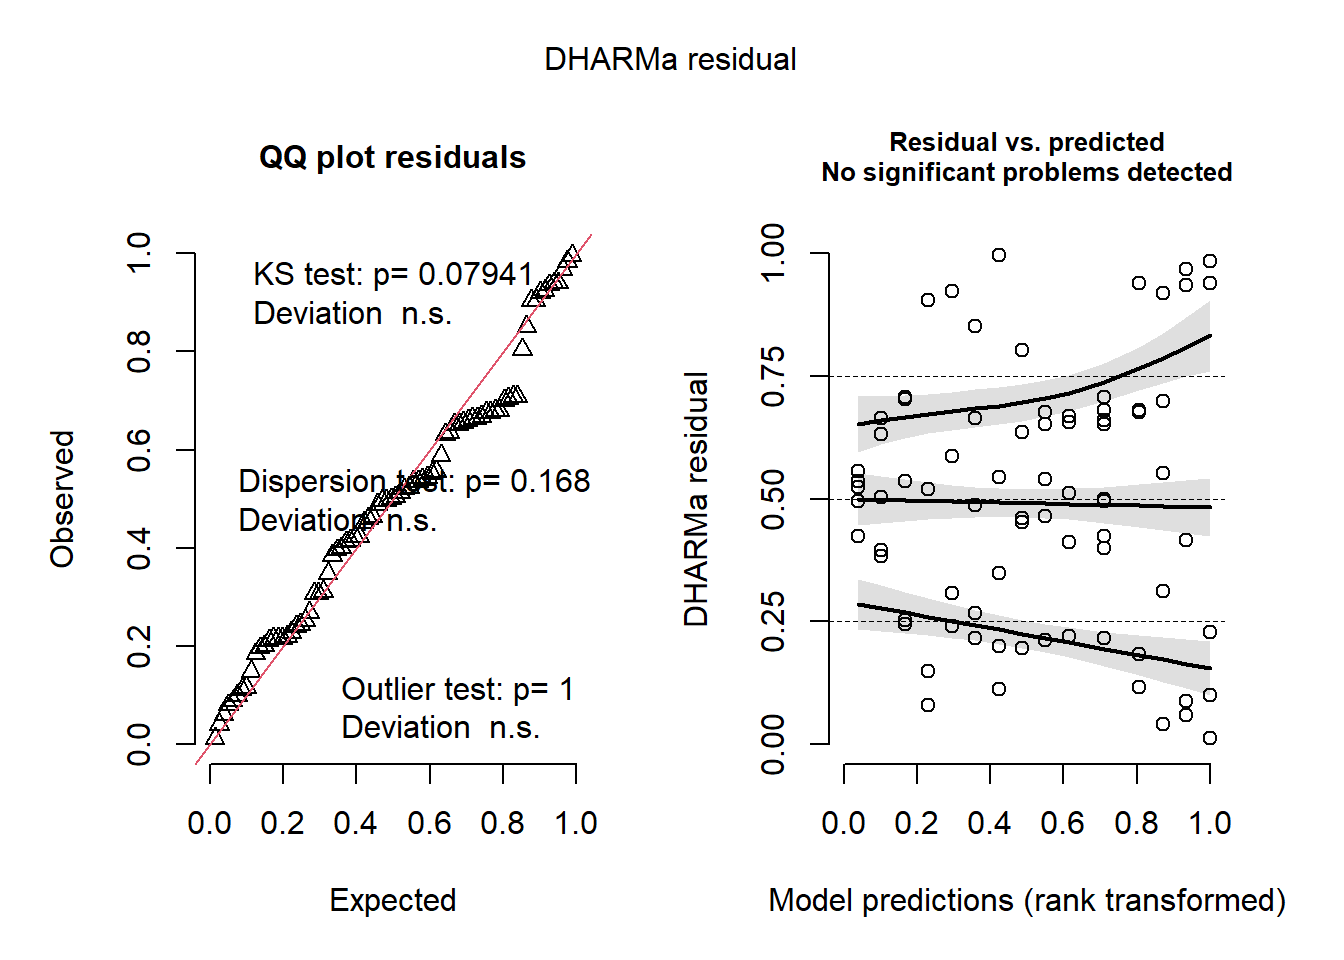 DHARMa residual
QQ plot residuals
KS test: p= 0.07941
Deviation  n.s.
Dispersion test: p= 0.168
Deviation  n.s.
Outlier test: p= 1
Deviation  n.s.
Observed
0.0 0.2 0.4 0.6 0.8 1.0
0.0 0.2 0.4 0.6 0.8 1.0
Expected
Residual vs. predicted
No significant problems detected
DHARMa residual
0.00 0.25 0.50 0.75 1.00
0.0 0.2 0.4 0.6 0.8 1.0
Model predictions (rank transformed)